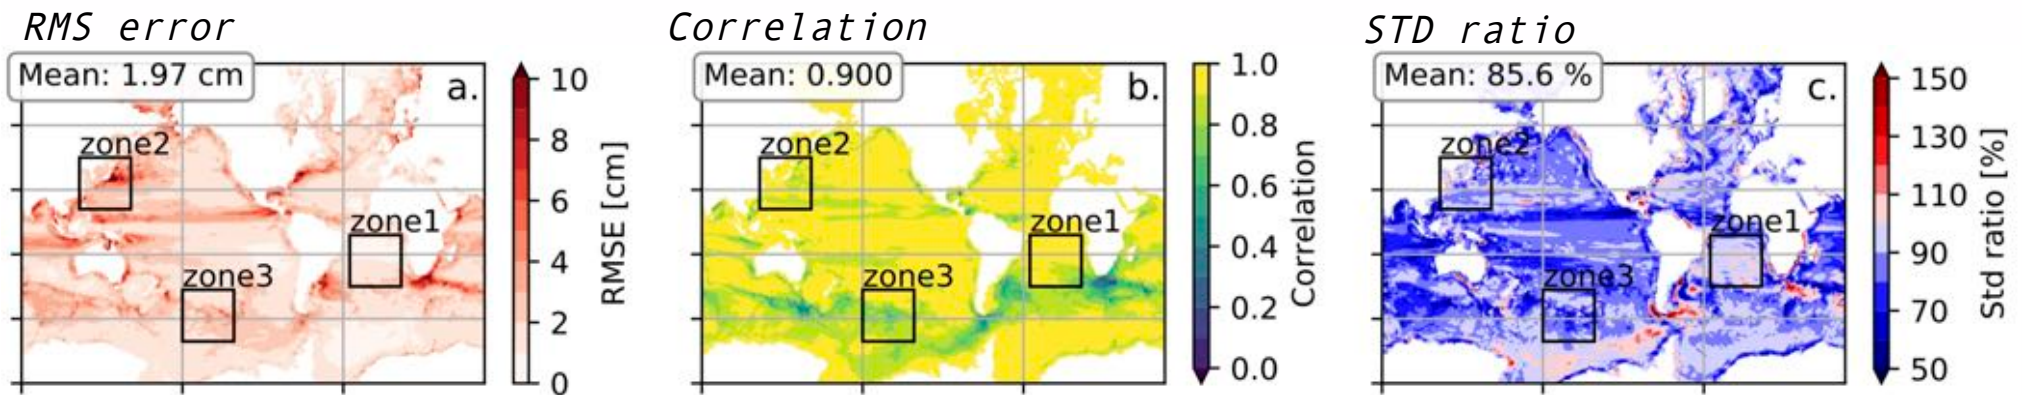 RMS error
Mean: 1.97 cm
a.
zone2
zone1
zone3
10
8
6
4
2
0
RMSE [cm]
Correlation
Mean: 0.900
b.
zone2
zone1
zone3
1.0
0.8
0.6
0.4
0.2
0.0
Correlation
STD ratio
Mean: 85.6 %
c.
zone2
zone1
zone3
150
130
110
90
70
50
Std ratio [%]